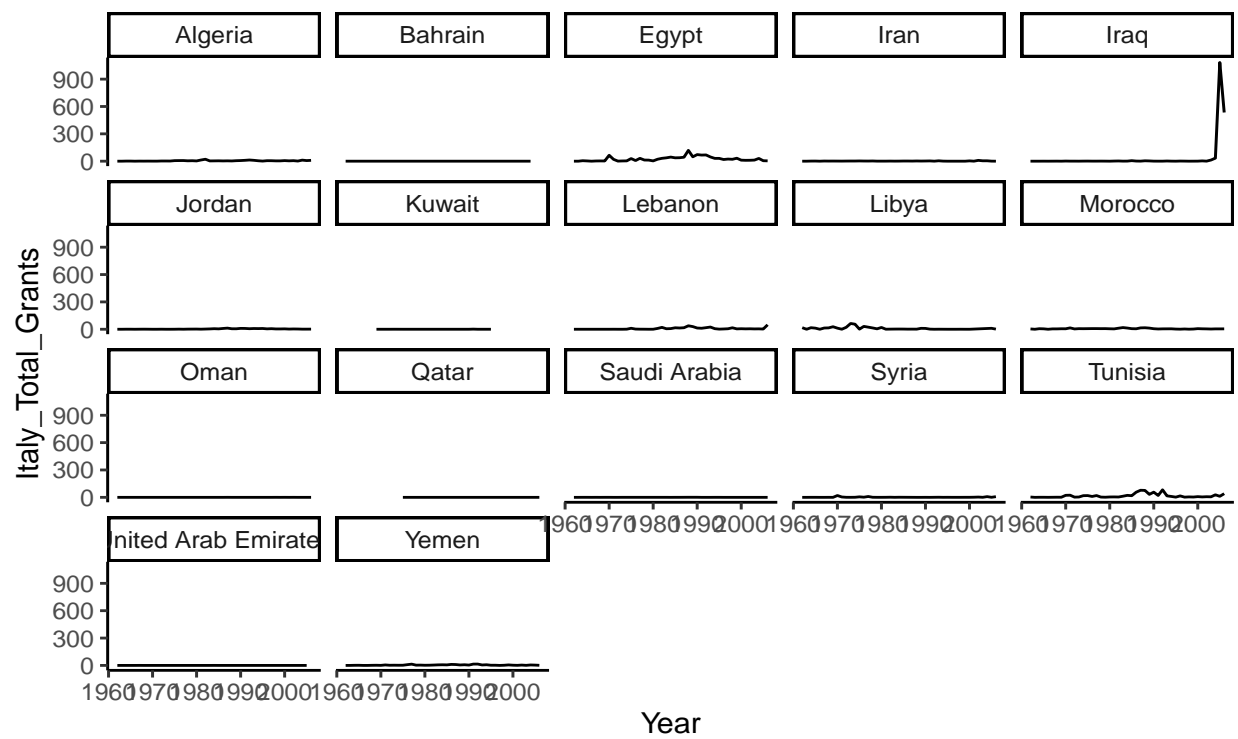 Algeria Bahrain Egypt Iran Iraq
900
600
300
0
Jordan Kuwait Lebanon Libya Morocco
900
600
300
0
Oman Qatar Saudi Arabia Syria Tunisia
900
600
300
0
1960 1970 1980 1990 2000 1960 1970 1980 1990 2000 1960 1970 1980 1990 2000
nited Arab Emirate Yemen
900
600
300
0
1960 1970 1980 1990 2000 1960 1970 1980 1990 2000
Italy_Total_Grants
Year